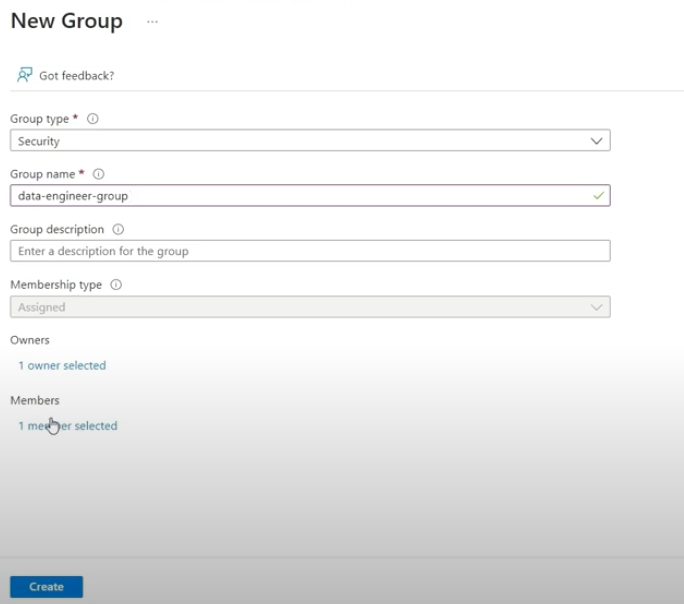 New Group ...
Got feedback?
Group type *
Security
Group name *
data-engineer-group
Group description
Enter a description for the group
Membership type
Assigned
Owners
1 owner selected
Members
1 member selected
Create